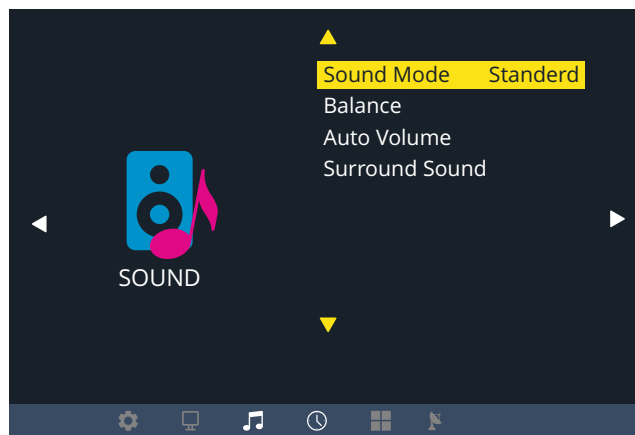 Sound Mode Standerd
Balance
Auto Volume
Surround Sound
SOUND